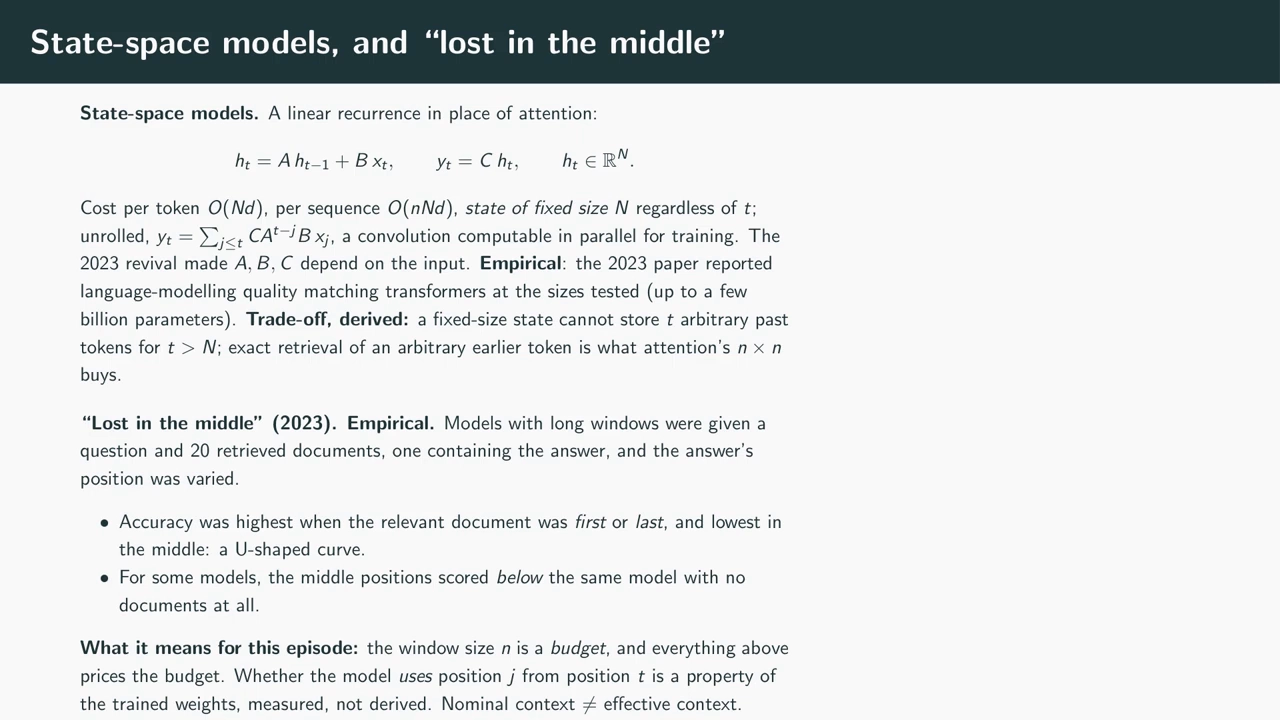 State-space models, and “lost in the middle”
State-space models. A linear recurrence in place of attention:
h_t = A h_{t−1} + B x_t, y_t = C h_t, h_t ∈ ℝ^N.
Cost per token O(Nd), per sequence O(nNd), state of fixed size N regardless of t;
unrolled, y_t = ∑_{j≤t} CA^{t−j}B x_j, a convolution computable in parallel for training. The
2023 revival made A, B, C depend on the input. Empirical: the 2023 paper reported
language-modelling quality matching transformers at the sizes tested (up to a few
billion parameters). Trade-off, derived: a fixed-size state cannot store t arbitrary past
tokens for t > N; exact retrieval of an arbitrary earlier token is what attention’s n × n
buys.
“Lost in the middle” (2023). Empirical. Models with long windows were given a
question and 20 retrieved documents, one containing the answer, and the answer’s
position was varied.
• Accuracy was highest when the relevant document was first or last, and lowest in
the middle: a U-shaped curve.
• For some models, the middle positions scored below the same model with no
documents at all.
What it means for this episode: the window size n is a budget, and everything above
prices the budget. Whether the model uses position j from position t is a property of
the trained weights, measured, not derived. Nominal context ≠ effective context.